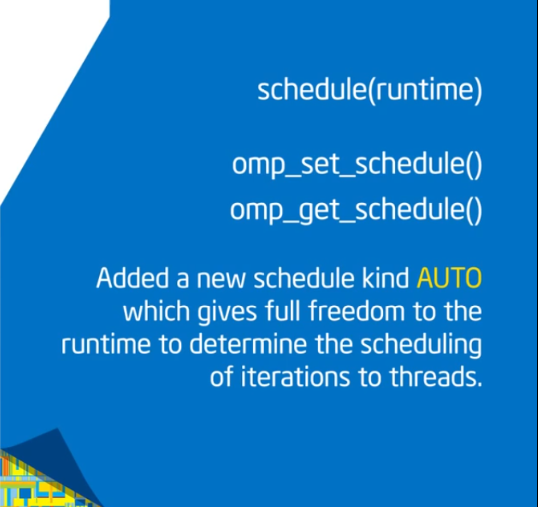 schedule(runtime)
omp_set_schedule()
omp_get_schedule()
Added a new schedule kind AUTO
which gives full freedom to the
runtime to determine the scheduling
of iterations to threads.